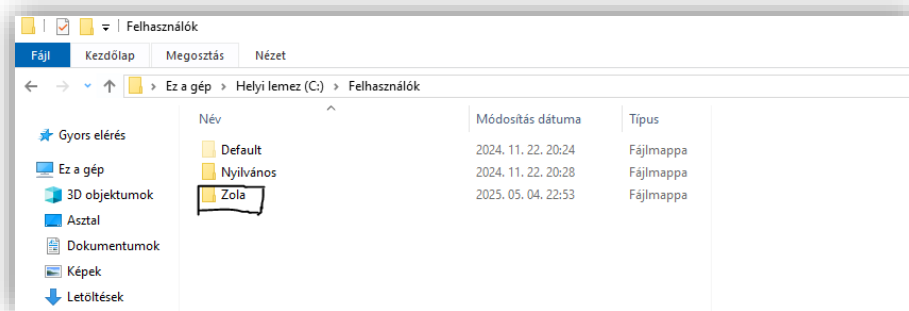 Felhasználók
Fájl Kezdőlap Megosztás Nézet
Ez a gép > Helyi lemez (C:) > Felhasználók
Név Módosítás dátuma Típus
Gyors elérés
Default 2024. 11. 22. 20:24 Fájlmappa
Ez a gép
Nyilvános 2024. 11. 22. 20:28 Fájlmappa
3D objektumok
Zola 2025. 05. 04. 22:53 Fájlmappa
Asztal
Dokumentumok
Képek
Letöltések